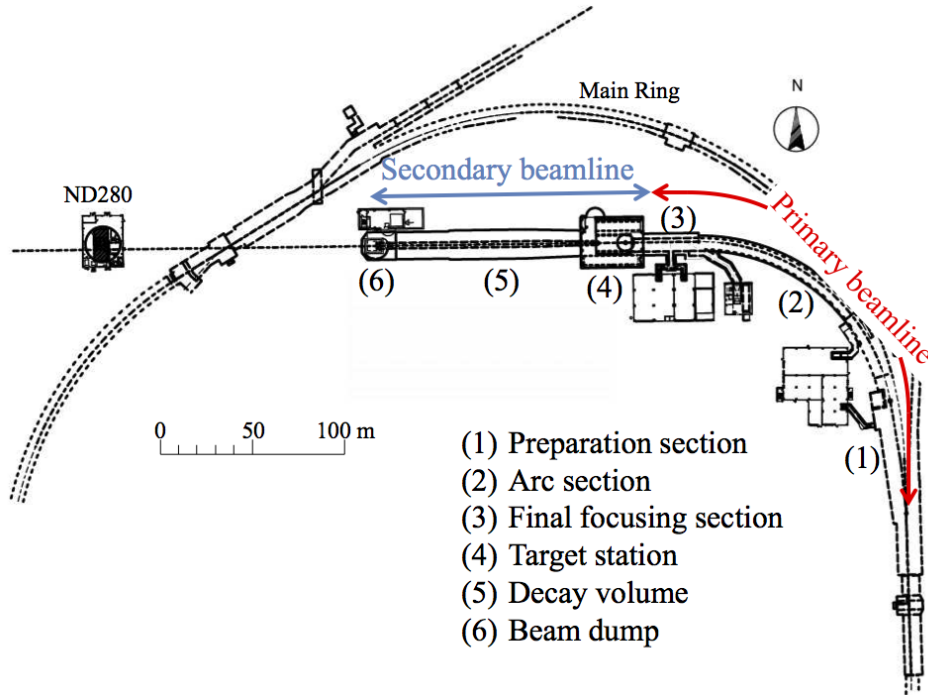 Main Ring
N
Secondary beamline
Primary beamline
ND280
(3)
(6)
(5)
(4)
(2)
(1)
0 50 100 m
(1) Preparation section
(2) Arc section
(3) Final focusing section
(4) Target station
(5) Decay volume
(6) Beam dump